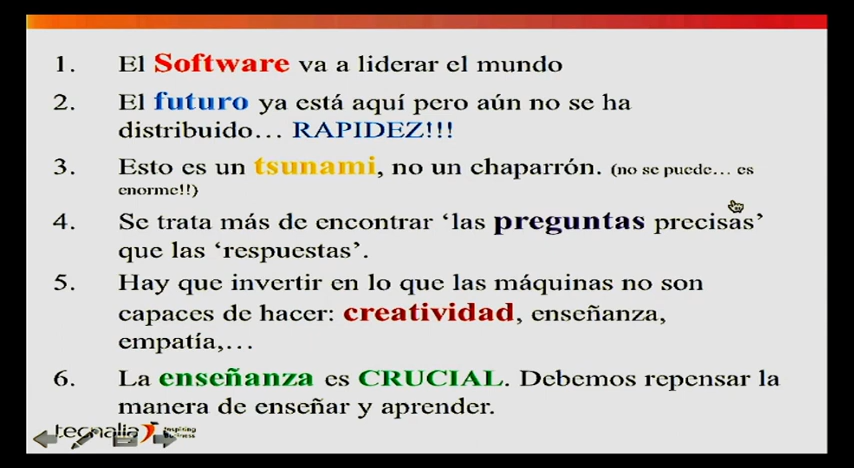 1. El Software va a liderar el mundo
2. El futuro ya está aquí pero aún no se ha
distribuido... RAPIDEZ!!!
3. Esto es un tsunami, no un chaparrón. (no se puede... es
enorme!!)
4. Se trata más de encontrar ‘las preguntas precisas’
que las ‘respuestas’.
5. Hay que invertir en lo que las máquinas no son
capaces de hacer: creatividad, enseñanza,
empatía,...
6. La enseñanza es CRUCIAL. Debemos repensar la
manera de enseñar y aprender.
tecnalia Inspiring
Business